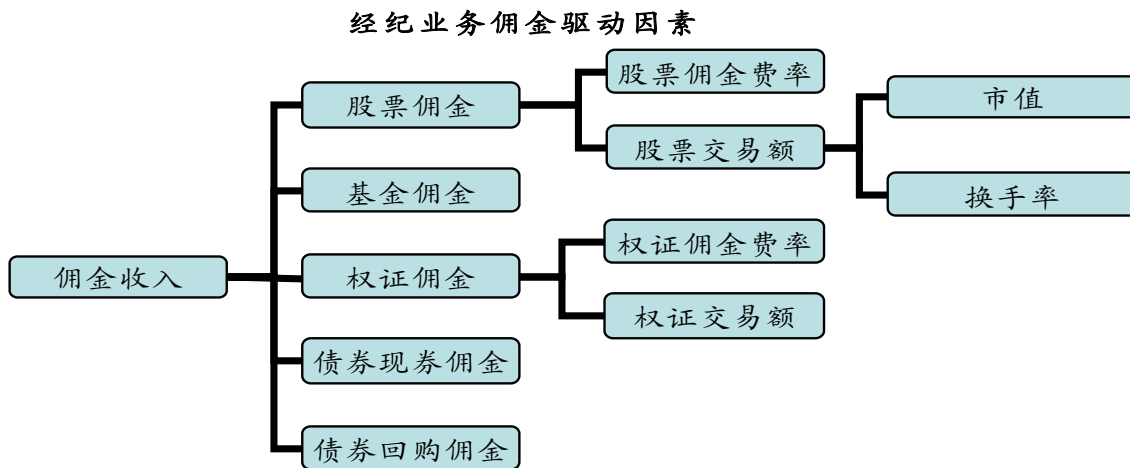 经纪业务佣金驱动因素
股票佣金费率
市值
股票佣金
股票交易额
基金佣金
换手率
权证佣金费率
佣金收入
权证佣金
权证交易额
债券现券佣金
债券回购佣金